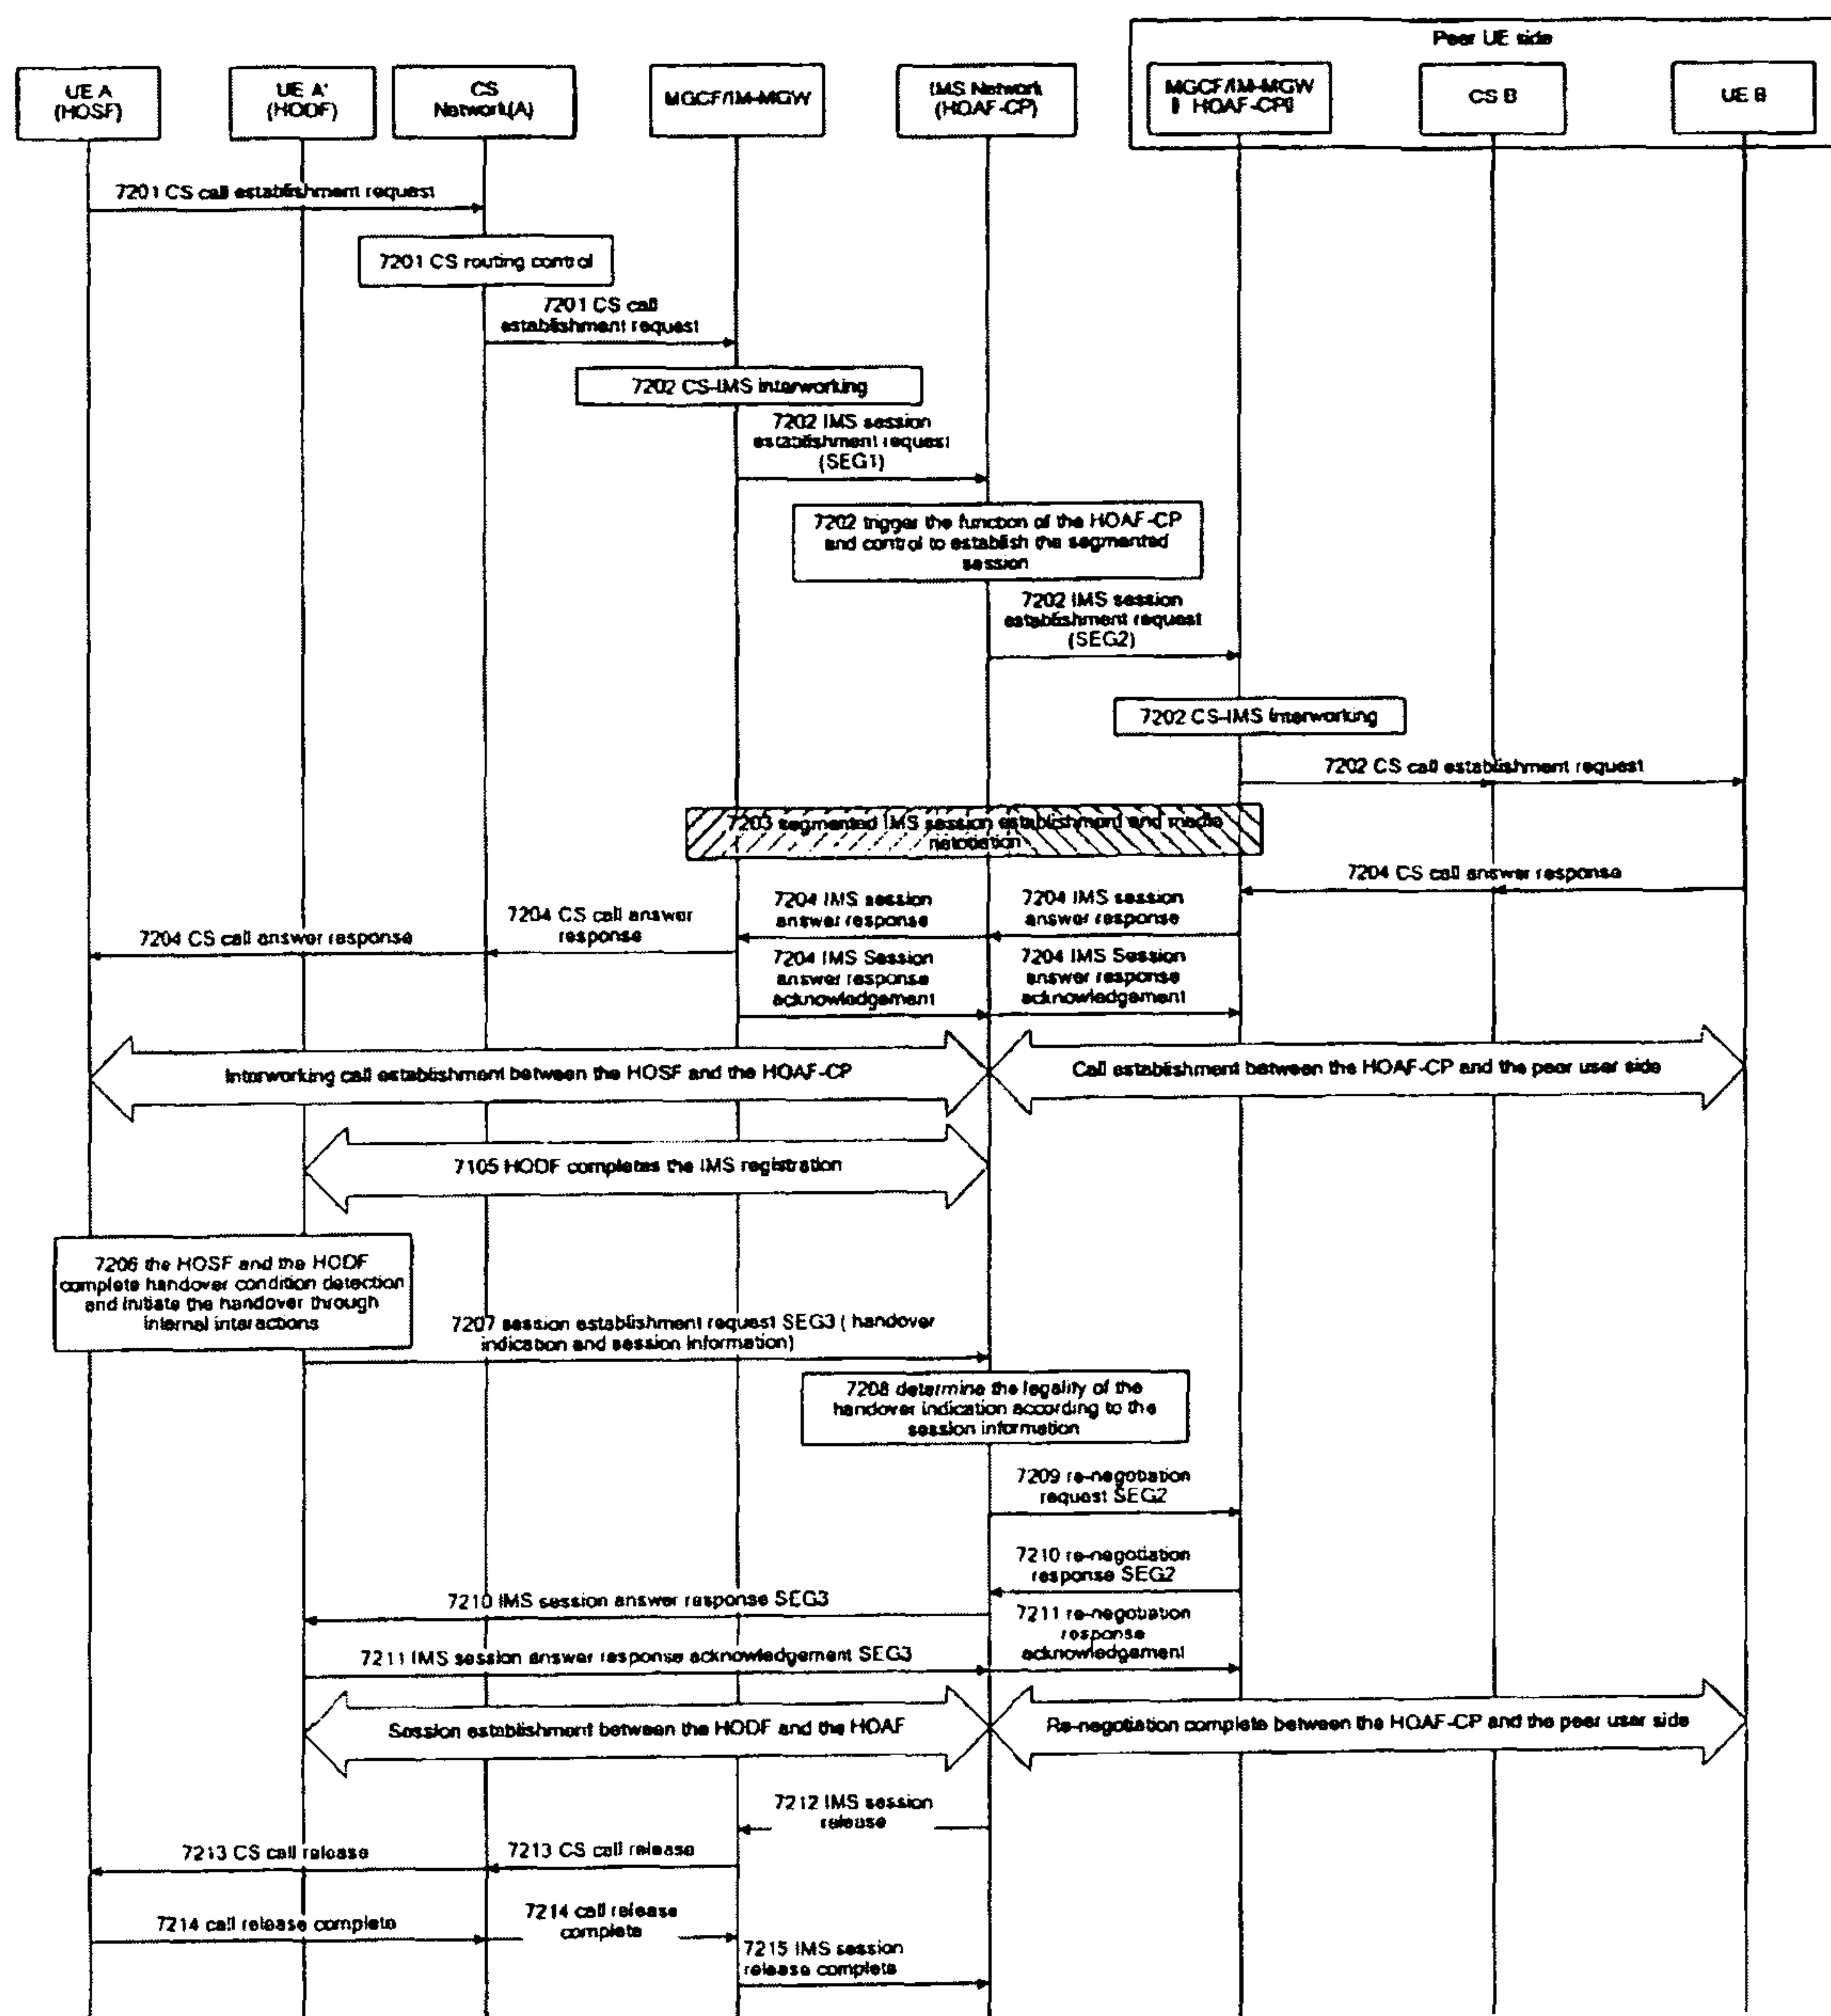 Peer UE side
UE A
(HOSF)
UE A'
(HODF)
CS
Network(A)
MGCF/IM-MGW
IMS Network
(HOAF-CP)
MGCF/IM-MGW
HOAF-CP
CS B
UE B
7201 CS call establishment request
7201 CS routing control
7201 CS call
establishment request
7202 CS-IMS interworking
7202 IMS session
establishment request
(SEG1)
7202 trigger the function of the HOAF-CP
and control to establish the segmented
session
7202 IMS session
establishment request
(SEG2)
7202 CS-IMS interworking
7202 CS call establishment request
7203 segmented IMS session establishment and media
negotiation
7204 CS call answer response
7204 IMS session
answer response
7204 IMS session
answer response
7204 CS call answer
response
7204 CS call answer response
7204 IMS Session
answer response
acknowledgement
7204 IMS Session
answer response
acknowledgement
Interworking call establishment between the HOSF and the HOAF-CP
Call establishment between the HOAF-CP and the peer user side
7105 HODF completes the IMS registration
7206 the HOSF and the HODF
complete handover condition detection
and initiate the handover through
internal interactions
7207 session establishment request SEG3 ( handover
indication and session information)
7208 determine the legality of the
handover indication according to the
session information
7209 re-negotiation
request SEG2
7210 re-negotiation
response SEG2
7210 IMS session answer response SEG3
7211 re-negotiation
response
acknowledgement
7211 IMS session answer response acknowledgement SEG3
Session establishment between the HODF and the HOAF
Re-negotiation complete between the HOAF-CP and the peer user side
7212 IMS session
release
7213 CS call release
7213 CS call release
7214 call release complete
7214 call release
complete
7215 IMS session
release complete